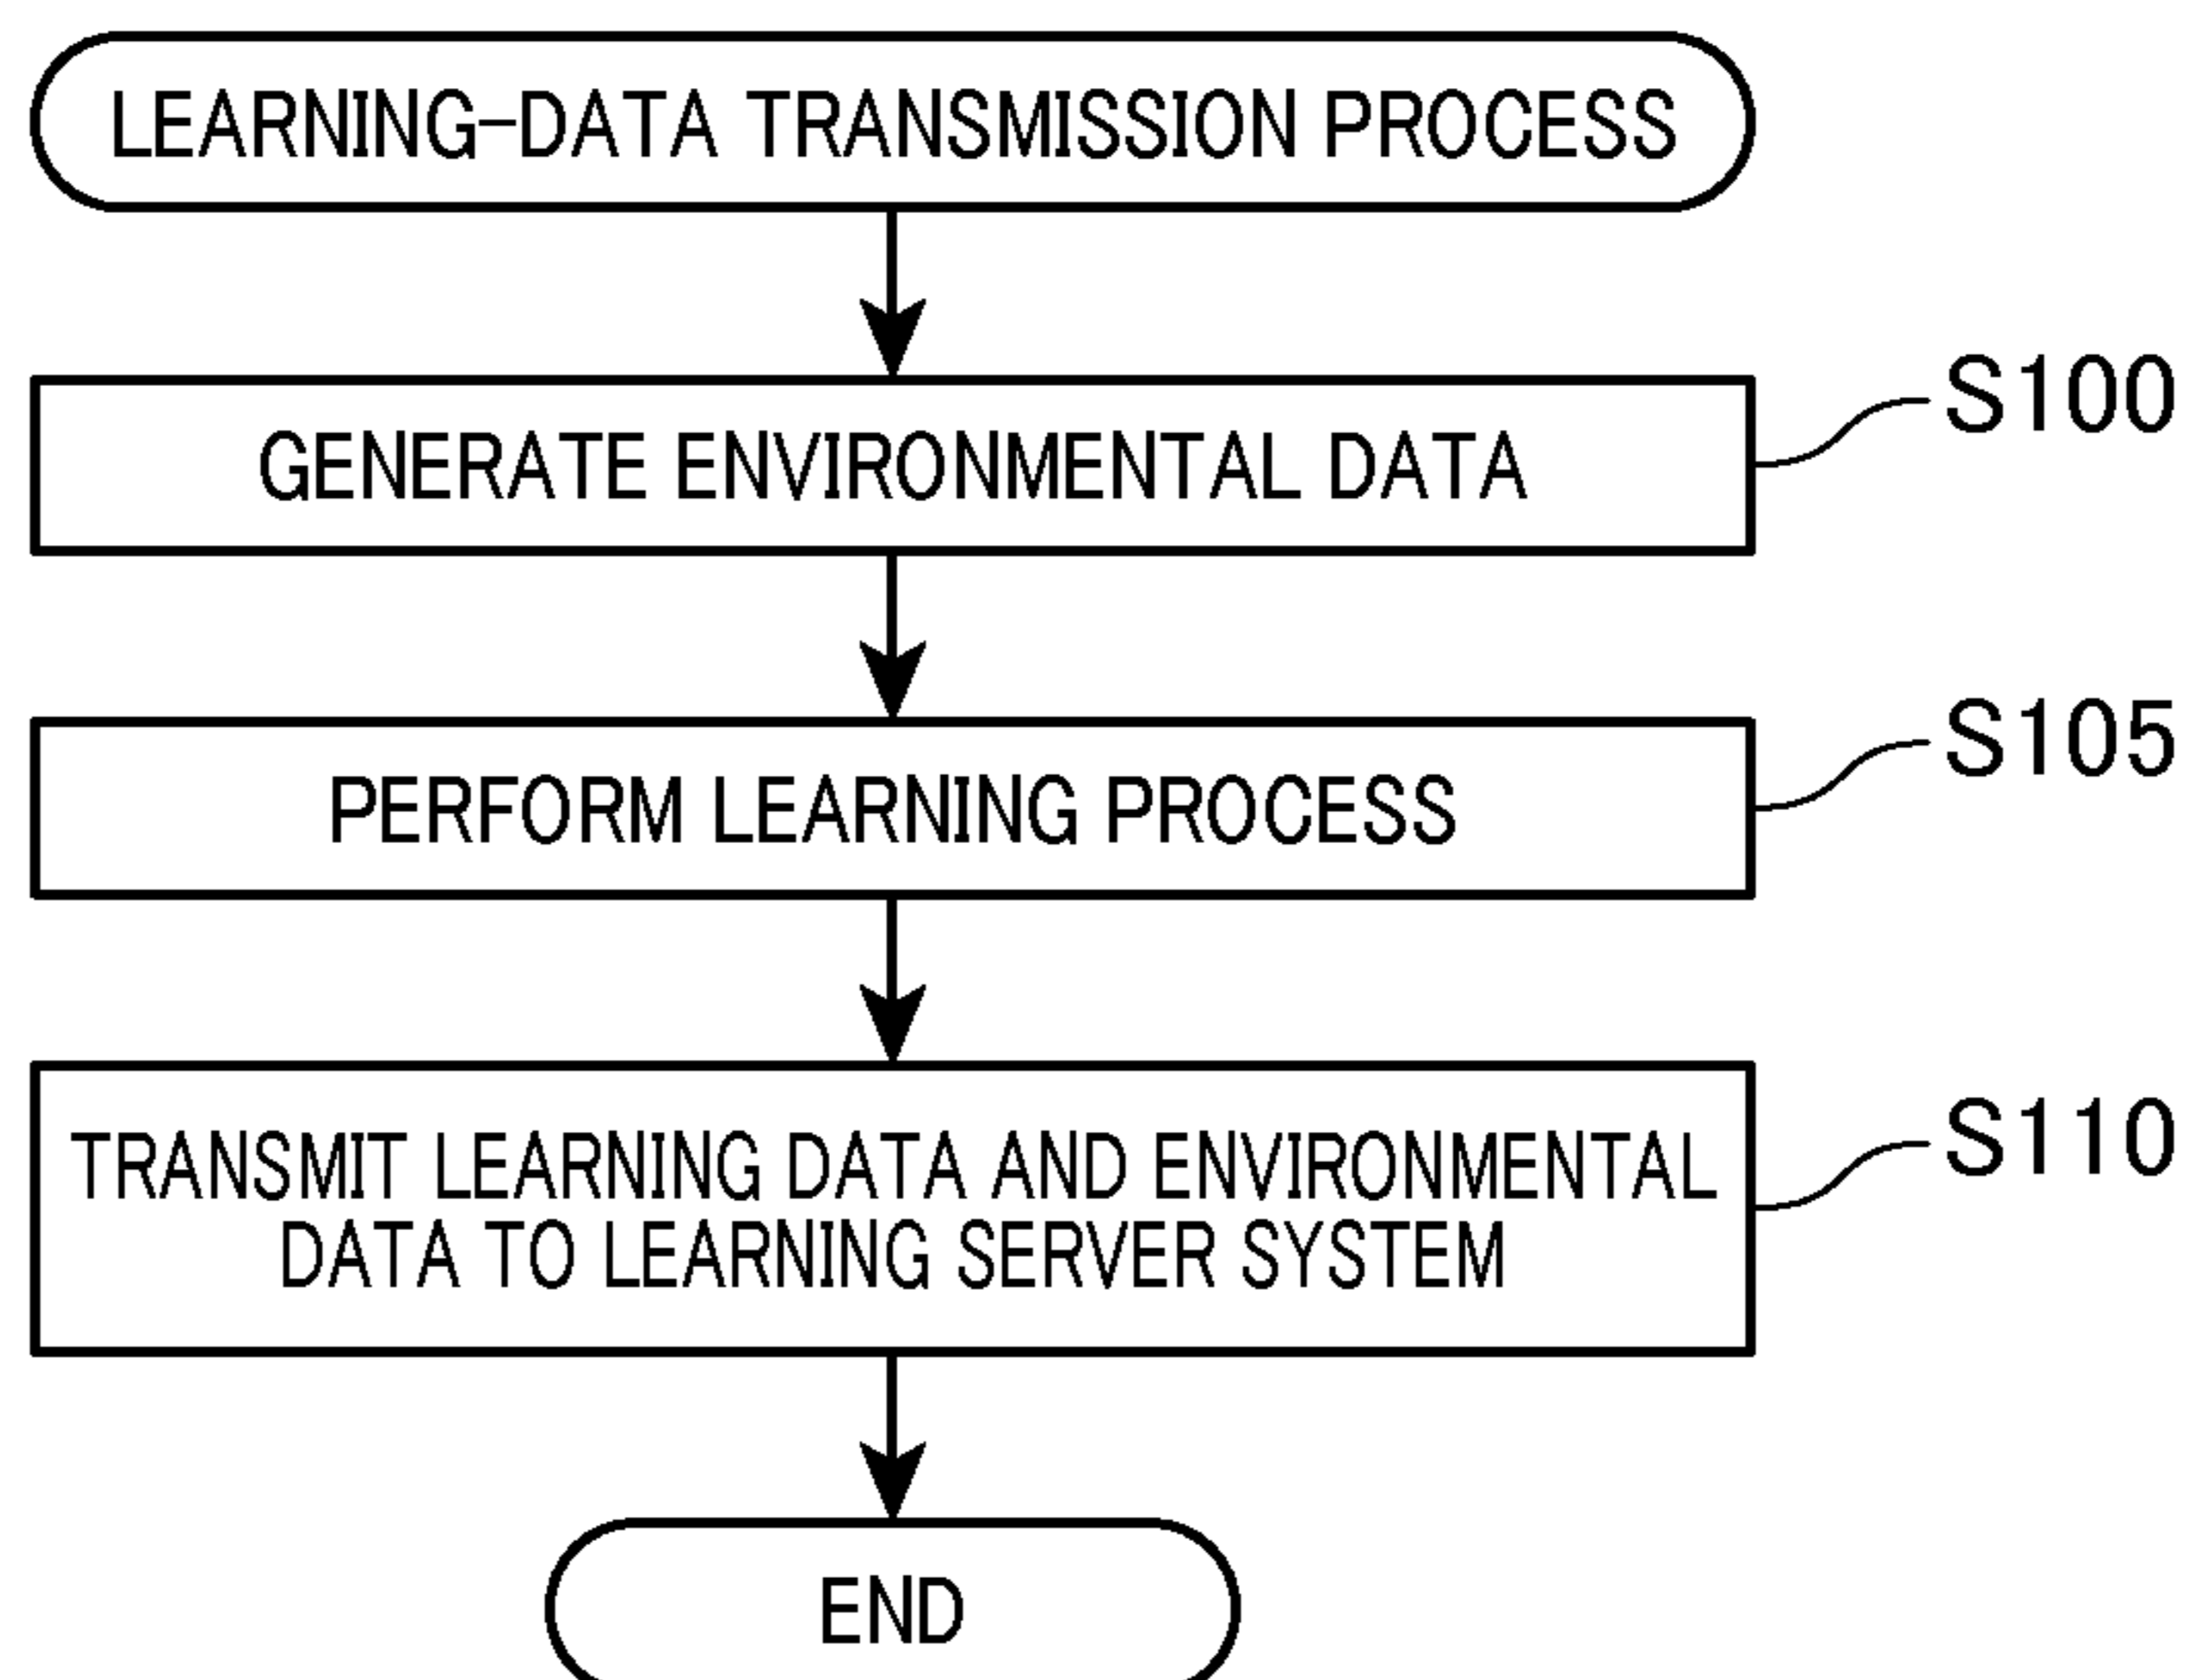 LEARNING-DATA TRANSMISSION PROCESS
GENERATE ENVIRONMENTAL DATA
S100
PERFORM LEARNING PROCESS
S105
TRANSMIT LEARNING DATA AND ENVIRONMENTAL
DATA TO LEARNING SERVER SYSTEM
S110
END